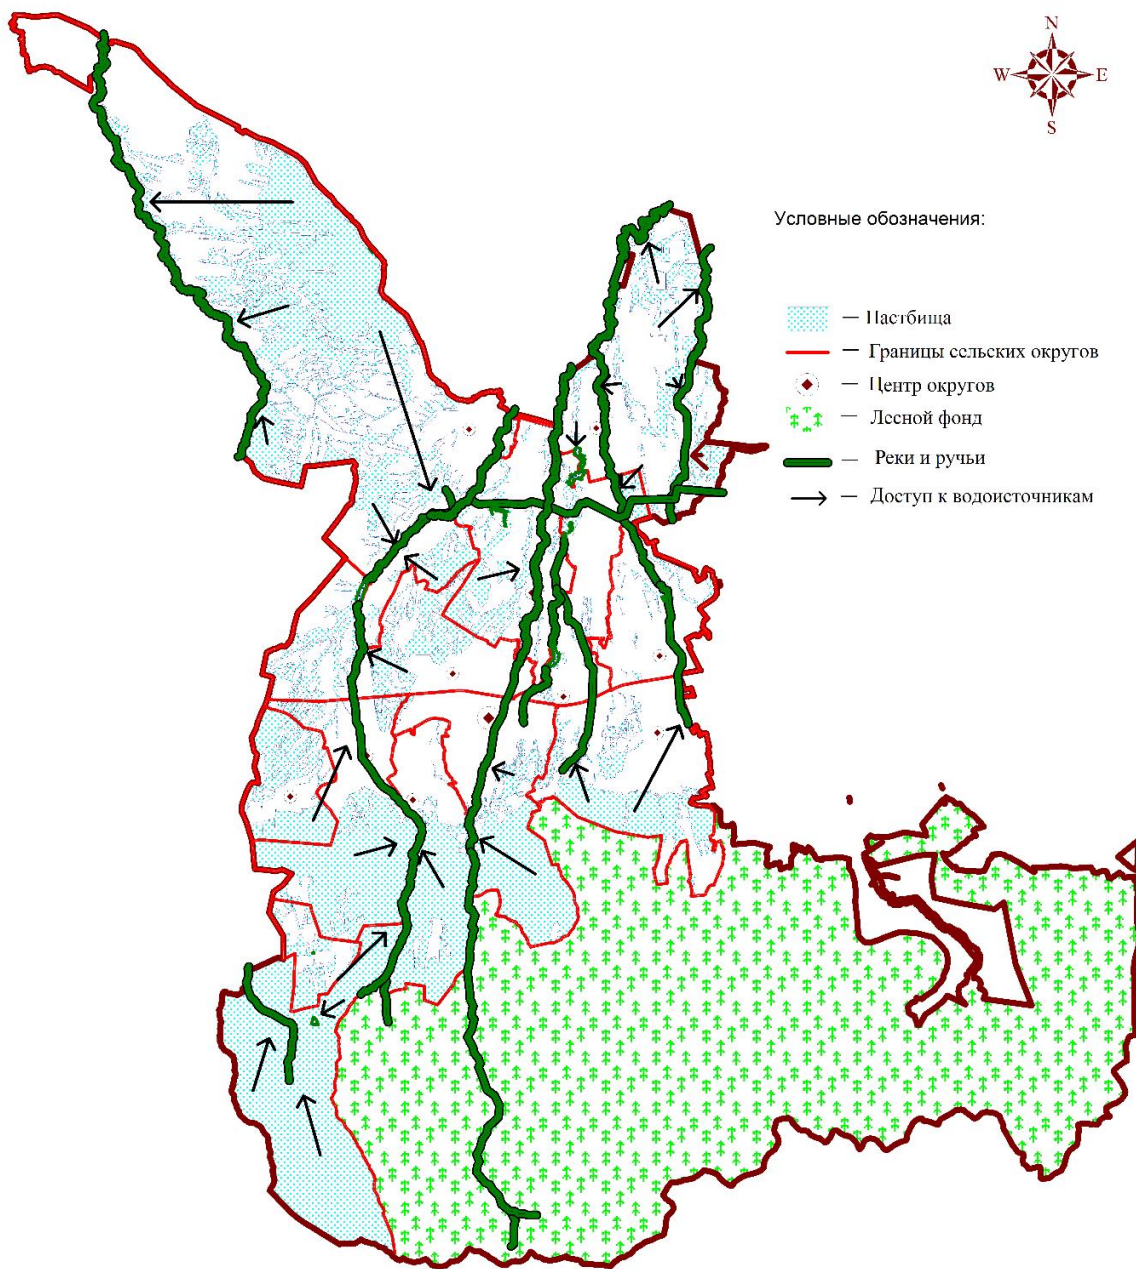 N
W E
S
Условные обозначения:
— Пастбища
— Границы сельских округов
— Центр округов
— Лесной фонд
— Реки и ручьи
— Доступ к водоисточникам